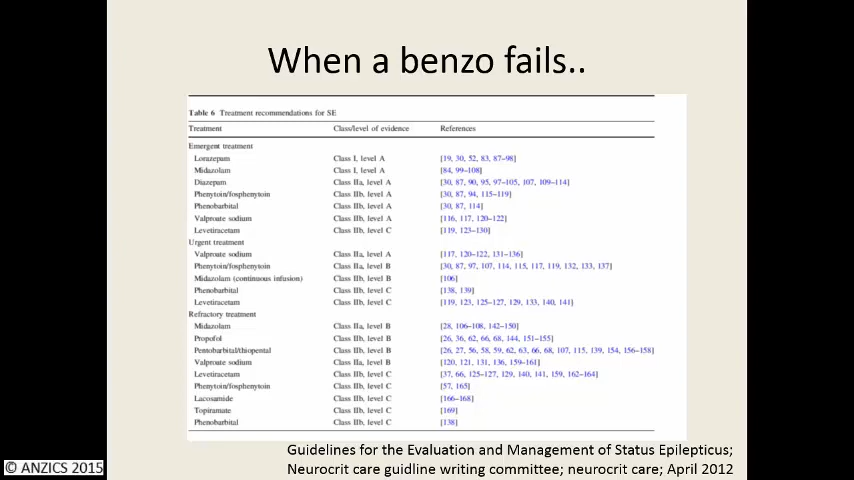 When a benzo fails..
Table 6 Treatment recommendations for SE
Treatment Class/level of evidence References
Emergent treatment
Lorazepam Class I, level A [19, 30, 52, 83, 87–98]
Midazolam Class I, level A [84, 99–108]
Diazepam Class IIa, level A [30, 87, 90, 95, 97–105, 107, 109–114]
Phenytoin/fosphenytoin Class IIb, level A [30, 87, 94, 115–119]
Phenobarbital Class IIb, level A [30, 87, 114]
Valproate sodium Class IIb, level A [116, 117, 120–122]
Levetiracetam Class IIb, level C [119, 123–130]
Urgent treatment
Valproate sodium Class IIa, level A [117, 120–122, 131–136]
Phenytoin/fosphenytoin Class IIa, level B [30, 87, 97, 107, 114, 115, 117, 119, 132, 133, 137]
Midazolam (continuous infusion) Class IIb, level B [106]
Phenobarbital Class IIb, level C [138, 139]
Levetiracetam Class IIb, level C [119, 123, 125–127, 129, 133, 140, 141]
Refractory treatment
Midazolam Class IIa, level B [28, 106–108, 142–150]
Propofol Class IIb, level B [26, 36, 62, 66, 68, 144, 151–155]
Pentobarbital/thiopental Class IIb, level B [26, 27, 56, 58, 59, 62, 63, 66, 68, 107, 115, 139, 154, 156–158]
Valproate sodium Class IIa, level B [120, 121, 131, 136, 159–161]
Levetiracetam Class IIb, level C [37, 66, 125–127, 129, 140, 141, 159, 162–164]
Phenytoin/fosphenytoin Class IIb, level C [57, 165]
Lacosamide Class IIb, level C [166–168]
Topiramate Class IIb, level C [169]
Phenobarbital Class IIb, level C [138]
Guidelines for the Evaluation and Management of Status Epilepticus;
Neurocrit care guidline writing committee; neurocrit care; April 2012
© ANZICS 2015